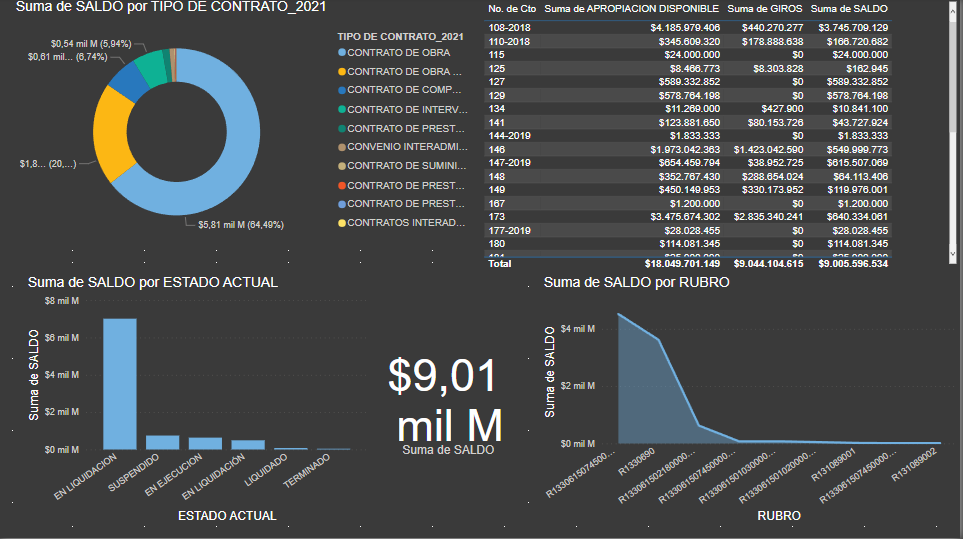 Suma de SALDO por TIPO DE CONTRATO_2021
$0,54 mil M (5,94%)
$0,61 mil... (6,74%)
$1,8... (20,...)
$5,81 mil M (64,49%)
TIPO DE CONTRATO_2021
CONTRATO DE OBRA
CONTRATO DE OBRA ...
CONTRATO DE COMP...
CONTRATO DE INTERV...
CONTRATO DE PREST...
CONVENIO INTERADMI...
CONTRATO DE SUMINI...
CONTRATO DE PREST...
CONTRATO DE PREST...
CONTRATOS INTERAD...
No. de Cto Suma de APROPIACION DISPONIBLE Suma de GIROS Suma de SALDO
108-2018 $4.185.979.406 $440.270.277 $3.745.709.129
110-2018 $345.609.320 $178.888.638 $166.720.682
115 $24.000.000 $0 $24.000.000
125 $8.466.773 $8.303.828 $162.945
127 $589.332.852 $0 $589.332.852
129 $578.764.198 $0 $578.764.198
134 $11.269.000 $427.900 $10.841.100
141 $123.881.650 $80.153.726 $43.727.924
144-2019 $1.833.333 $0 $1.833.333
146 $1.973.042.363 $1.423.042.590 $549.999.773
147-2019 $654.459.794 $38.952.725 $615.507.069
148 $352.767.430 $288.654.024 $64.113.406
149 $450.149.953 $330.173.952 $119.976.001
167 $1.200.000 $0 $1.200.000
173 $3.475.674.302 $2.835.340.241 $640.334.061
177-2019 $28.028.455 $0 $28.028.455
180 $114.081.345 $0 $114.081.345
Total $18.049.701.149 $9.044.104.615 $9.005.596.534
Suma de SALDO por ESTADO ACTUAL
Suma de SALDO
$8 mil M
$6 mil M
$4 mil M
$2 mil M
$0 mil M
EN LIQUIDACION
SUSPENDIDO
EN EJECUCION
EN LIQUIDACIÓN
LIQUIDADO
TERMINADO
ESTADO ACTUAL
$9,01
mil M
Suma de SALDO
Suma de SALDO por RUBRO
Suma de SALDO
$4 mil M
$2 mil M
$0 mil M
R1330615074500...
R1330690
R133061502180000...
R13306150745000...
R13306150103000...
R13306150102000...
R131089001
R13306150745000...
R131089002
RUBRO